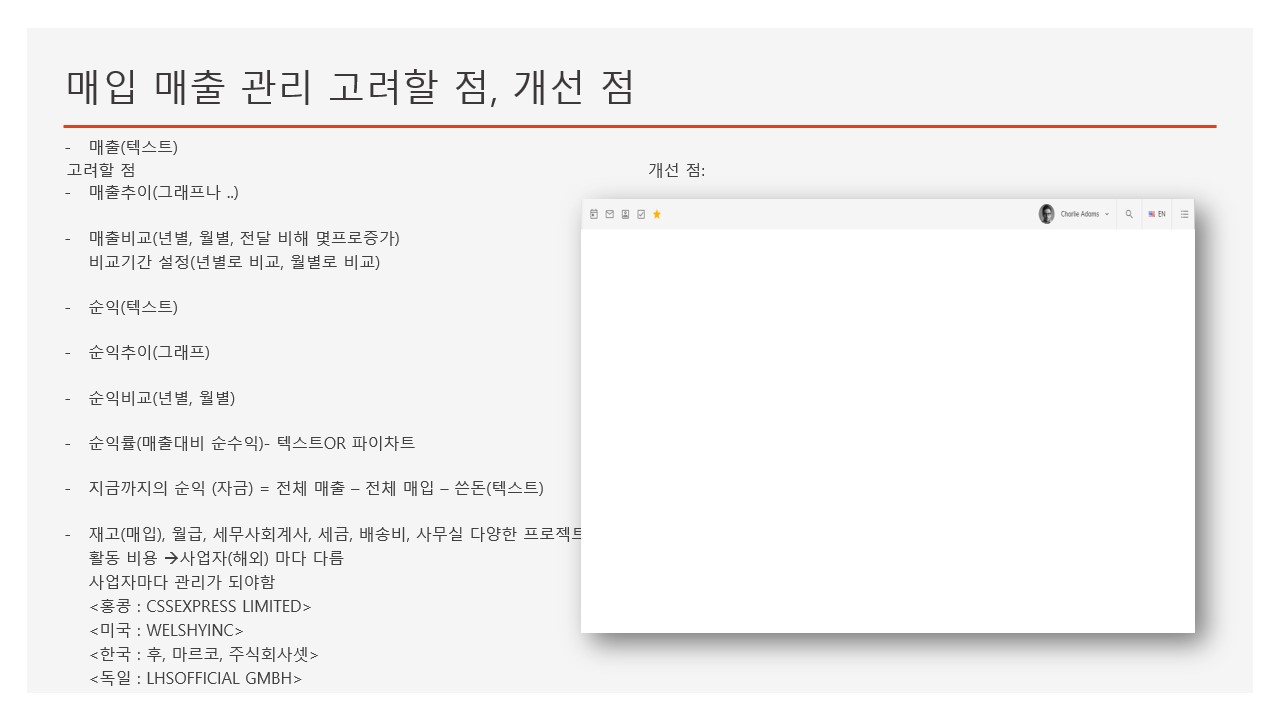 매입 매출 관리 고려할 점, 개선 점
- 매출(텍스트)
고려할 점
개선 점:
- 매출추이(그래프나 ..)
- 매출비교(년별, 월별, 전달 비해 몇프로증가)
비교기간 설정(년별로 비교, 월별로 비교)
- 순익(텍스트)
- 순익추이(그래프)
- 순익비교(년별, 월별)
- 순익률(매출대비 순수익)- 텍스트OR 파이차트
- 지금까지의 순익 (자금) = 전체 매출 – 전체 매입 – 쓴돈(텍스트)
- 재고(매입), 월급, 세무사회계사, 세금, 배송비, 사무실 다양한 프로젝트
활동 비용 →사업자(해외) 마다 다름
사업자마다 관리가 되야함
<홍콩 : CSSEXPRESS LIMITED>
<미국 : WELSHYINC>
<한국 : 후, 마르코, 주식회사셋>
<독일 : LHSOFFICIAL GMBH>
Charlie Adams
EN